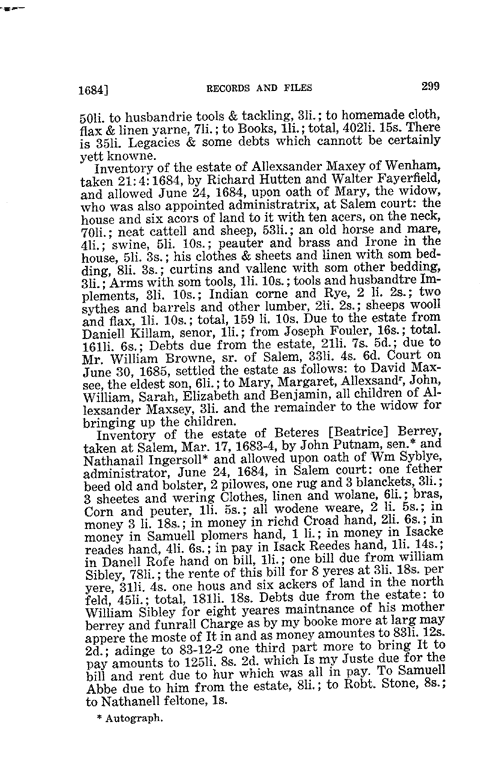 1684]
RECORDS AND FILES
299
50li. to husbandrie tools & tackling, 3li.; to homemade cloth,
flax & linen yarne, 7li.; to Books, 1li.; total, 402li. 15s. There
is 35li. Legacies & some debts which cannott be certainly
yett knowne.
Inventory of the estate of Allexsander Maxey of Wenham,
taken 21:4:1684, by Richard Hutten and Walter Fayerfield,
and allowed June 24, 1684, upon oath of Mary, the widow,
who was also appointed administratrix, at Salem court: the
house and six acors of land to it with ten acers, on the neck,
70li.; neat cattell and sheep, 53li.; an old horse and mare,
4li.; swine, 5li. 10s.; peauter and brass and Irone in the
house, 5li. 3s.; his clothes & sheets and linen with som bed-
ding, 8li. 3s.; curtins and vallenc with som other bedding,
3li.; Arms with som tools, 1li. 10s.; tools and husbandtre Im-
plements, 3li. 10s.; Indian corne and Rye, 2 li. 2s.; two
sythes and barrels and other lumber, 2li. 2s.; sheeps wooll
and flax, 1li. 10s.; total, 159 li. 10s. Due to the estate from
Daniell Killam, senor, 1li.; from Joseph Fouler, 16s.; total.
161li. 6s.; Debts due from the estate, 21li. 7s. 5d.; due to
Mr. William Browne, sr. of Salem, 33li. 4s. 6d. Court on
June 30, 1685, settled the estate as follows: to David Max-
see, the eldest son, 6li.; to Mary, Margaret, Allexsandʳ, John,
William, Sarah, Elizabeth and Benjamin, all children of Al-
lexsander Maxsey, 3li. and the remainder to the widow for
bringing up the children.
Inventory of the estate of Beteres [Beatrice] Berrey,
taken at Salem, Mar. 17, 1683-4, by John Putnam, sen.* and
Nathanail Ingersoll* and allowed upon oath of Wm Syblye,
administrator, June 24, 1684, in Salem court: one fether
beed old and bolster, 2 pilowes, one rug and 3 blanckets, 3li.;
3 sheetes and wering Clothes, linen and wolane, 6li.; bras,
Corn and peuter, 1li. 5s.; all wodene weare, 2 li. 5s.; in
money 3 li. 18s.; in money in richd Croad hand, 2li. 6s.; in
money in Samuell plomers hand, 1 li.; in money in Isacke
reades hand, 4li. 6s.; in pay in Isack Reedes hand, 1li. 14s.;
in Danell Rofe hand on bill, 1li.; one bill due from william
Sibley, 78li.; the rente of this bill for 8 yeres at 3li. 18s. per
yere, 31li. 4s. one hous and six ackers of land in the north
feld, 45li.; total, 181li. 18s. Debts due from the estate: to
William Sibley for eight yeares maintnance of his mother
berrey and funrall Charge as by my booke more at larg may
appere the moste of It in and as money amountes to 83li. 12s.
2d.; adinge to 83-12-2 one third part more to bring It to
pay amounts to 125li. 8s. 2d. which Is my Juste due for the
bill and rent due to hur which was all in pay. To Samuell
Abbe due to him from the estate, 8li.; to Robt. Stone, 8s.;
to Nathanell feltone, 1s.
* Autograph.